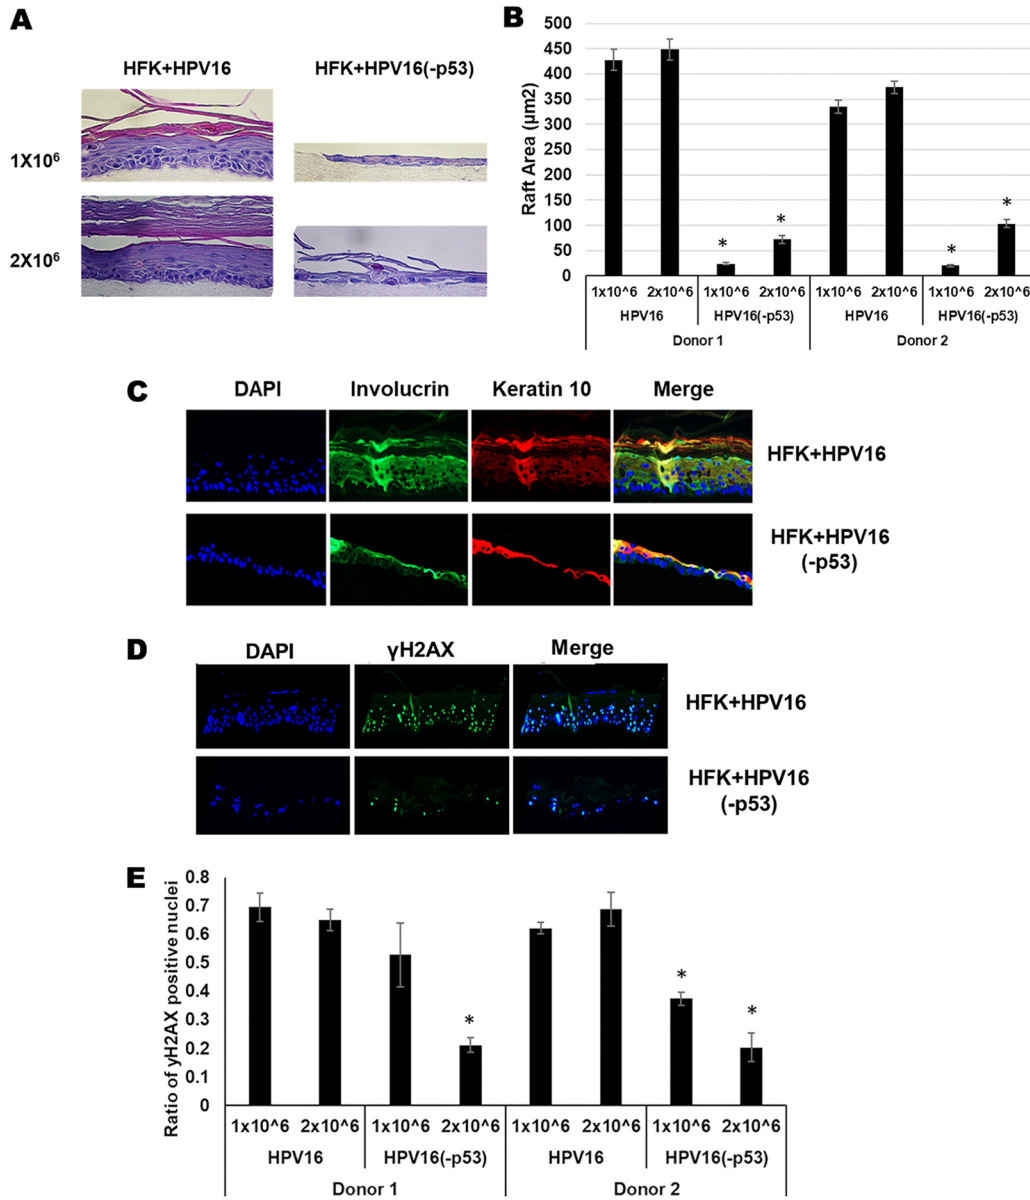 A
HFK+HPV16 HFK+HPV16(-p53)
1X10⁶
2X10⁶
B
Raft Area (µm2)
500
450
400
350
300
250
200
150
100
50
0
* * * *
1x10^6 2x10^6 1x10^6 2x10^6 1x10^6 2x10^6 1x10^6 2x10^6
HPV16 HPV16(-p53) HPV16 HPV16(-p53)
Donor 1 Donor 2
C
DAPI Involucrin Keratin 10 Merge
HFK+HPV16
HFK+HPV16
(-p53)
D
DAPI γH2AX Merge
HFK+HPV16
HFK+HPV16
(-p53)
E
Ratio of yH2AX positive nuclei
0.8
0.7
0.6
0.5
0.4
0.3
0.2
0.1
0
* * *
1x10^6 2x10^6 1x10^6 2x10^6 1x10^6 2x10^6 1x10^6 2x10^6
HPV16 HPV16(-p53) HPV16 HPV16(-p53)
Donor 1 Donor 2